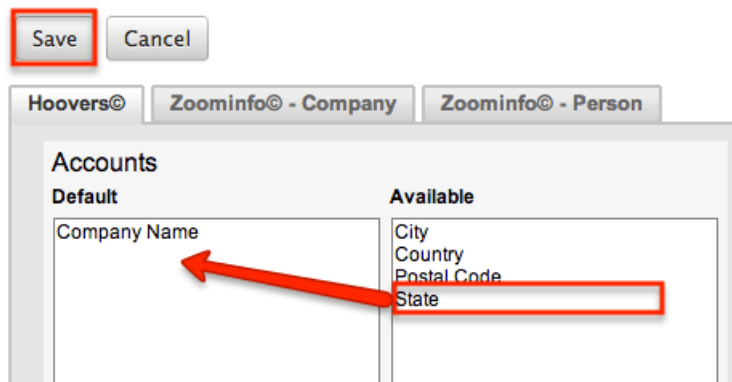 Save Cancel
Hoovers© Zoominfo© - Company Zoominfo© - Person
Accounts
Default Available
Company Name City
Country
Postal Code
State